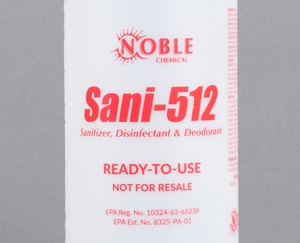 NOBLE
CHEMICAL
Sani-512
Sanitizer, Disinfectant & Deodorant
READY-TO-USE
NOT FOR RESALE
EPA Reg. No. 10324-63-65239
EPA Est. No. 8325-PA-01